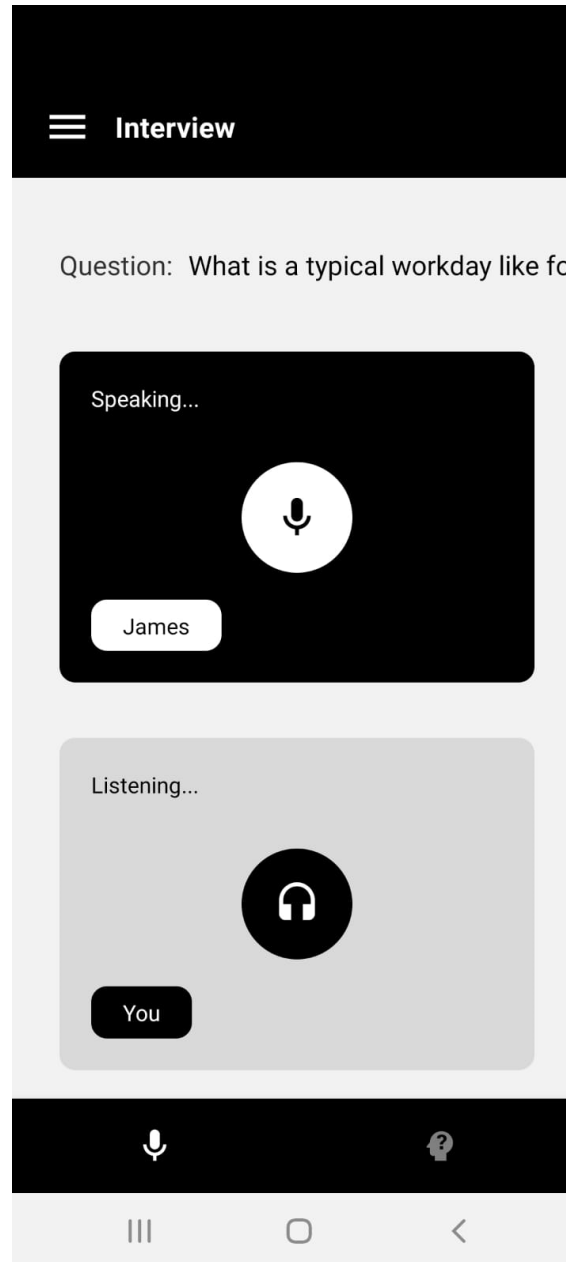 Interview
Question: What is a typical workday like fo
Speaking...
James
Listening...
You